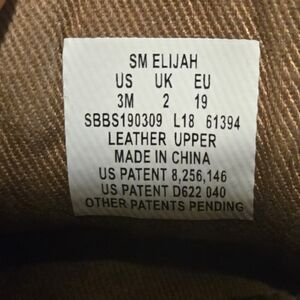 SM ELIJAH
US UK EU
3M 2 19
SBBS190309 L18 61394
LEATHER UPPER
MADE IN CHINA
US PATENT 8,256,146
US PATENT D622 040
OTHER PATENTS PENDING